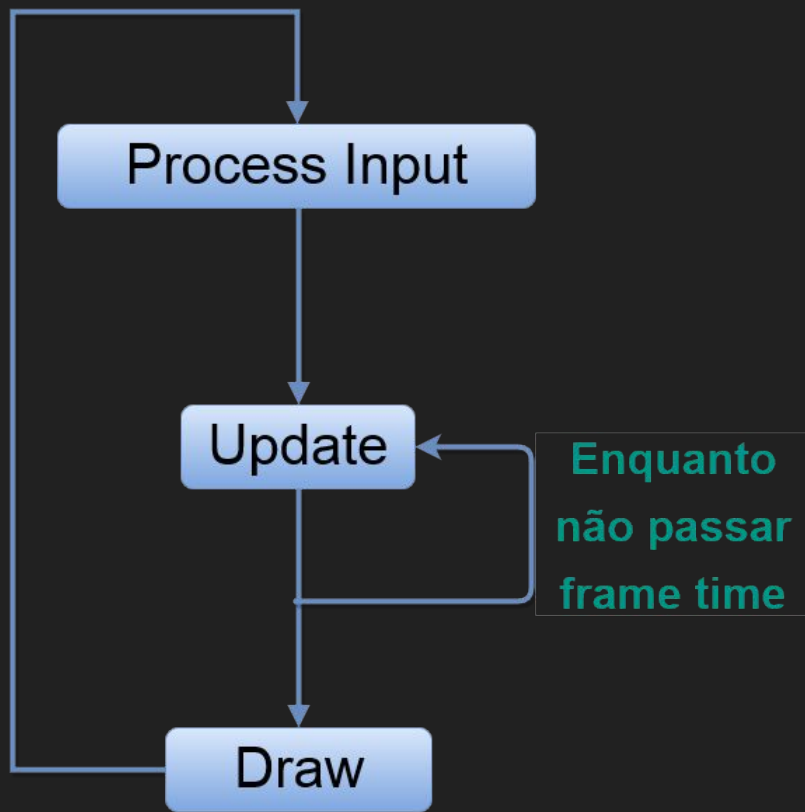 Process Input
Update
Enquanto
não passar
frame time
Draw